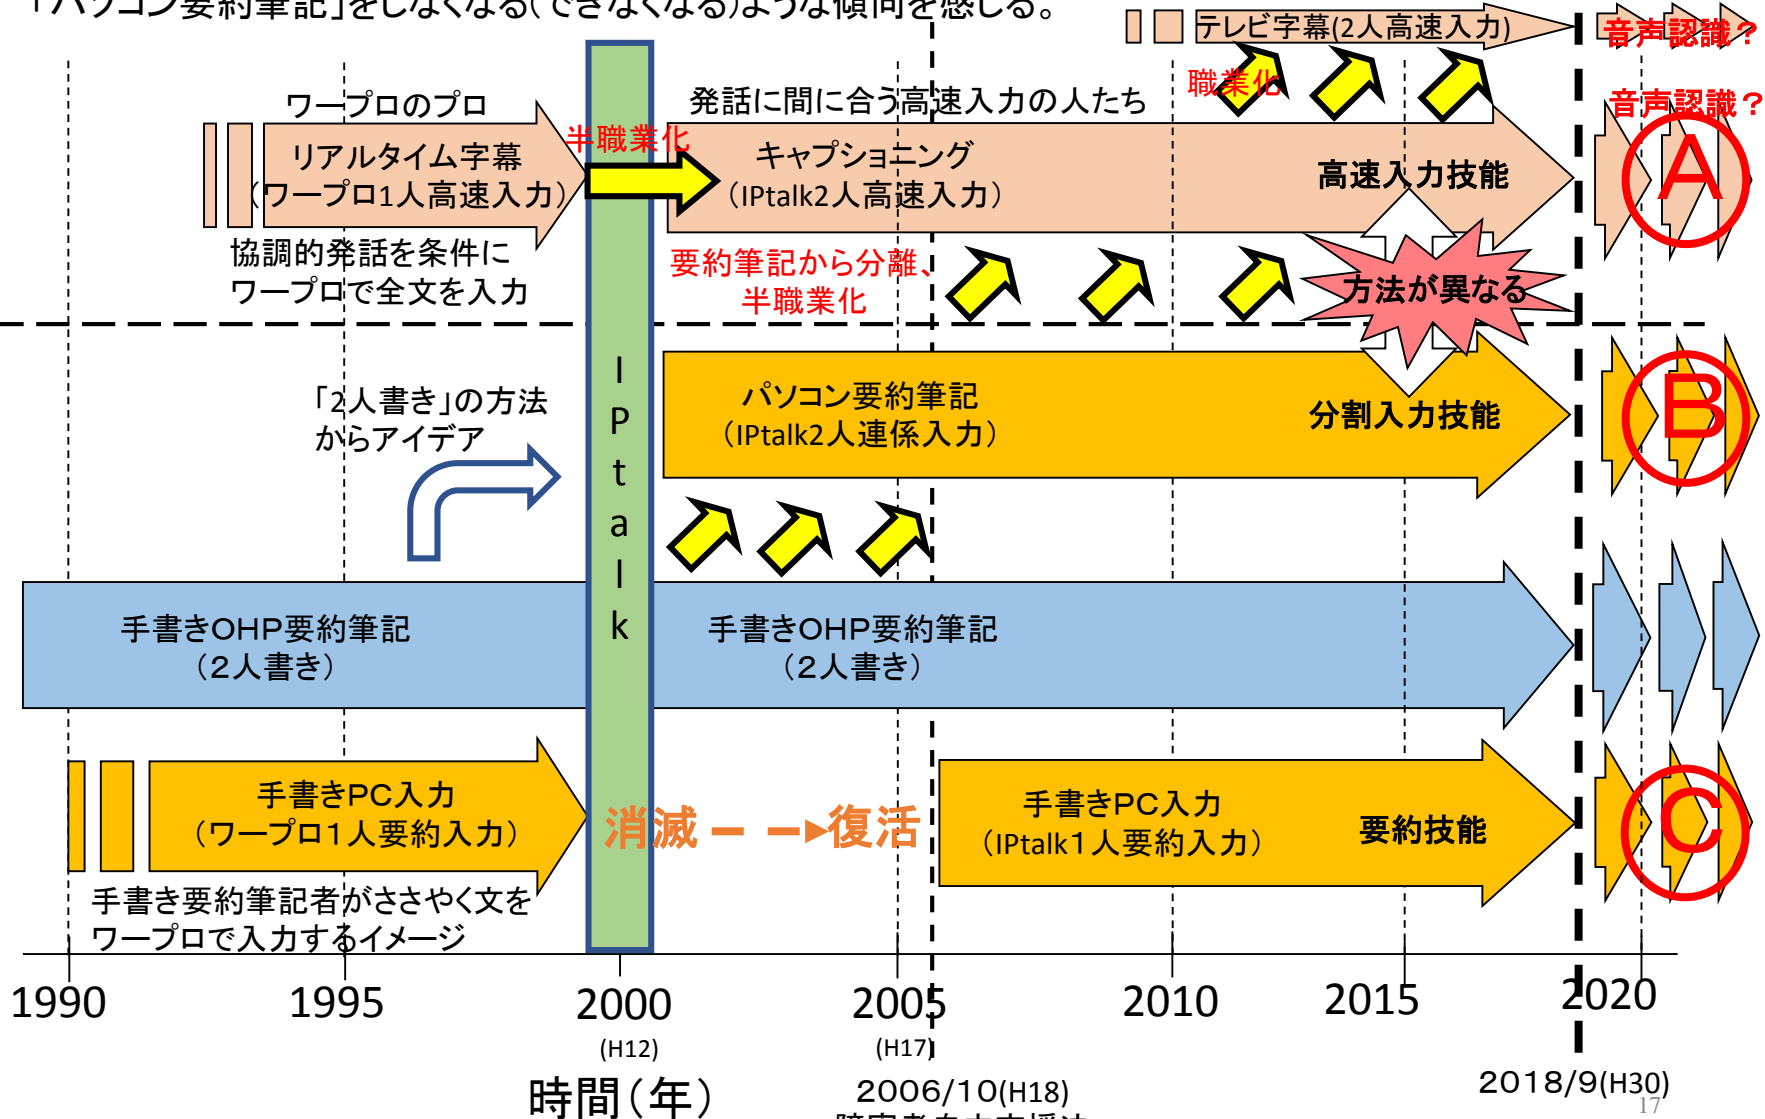 「パソコン要約筆記」をしなくなる(できなくなる)ような傾向を感じる。
テレビ字幕(2人高速入力)
音声認識？
職業化
ワープロのプロ
発話に間に合う高速入力の人たち
音声認識？
半職業化
リアルタイム字幕
（ワープロ1人高速入力）
キャプショニング
（IPtalk2人高速入力）
高速入力技能
A
協調的発話を条件に
ワープロで全文を入力
要約筆記から分離、
半職業化
方法が異なる
IPtalk
「2人書き」の方法
からアイデア
パソコン要約筆記
（IPtalk2人連係入力）
分割入力技能
B
手書きOHP要約筆記
（２人書き）
手書きOHP要約筆記
（２人書き）
手書きPC入力
（ワープロ１人要約入力）
消滅－－▸復活
手書きPC入力
（IPtalk１人要約入力）
要約技能
C
手書き要約筆記者がささやく文を
ワープロで入力するイメージ
1990
1995
2000
2005
2010
2015
2020
(H12)
(H17)
時間（年）
2006/10(H18)
2018/9(H30)
17